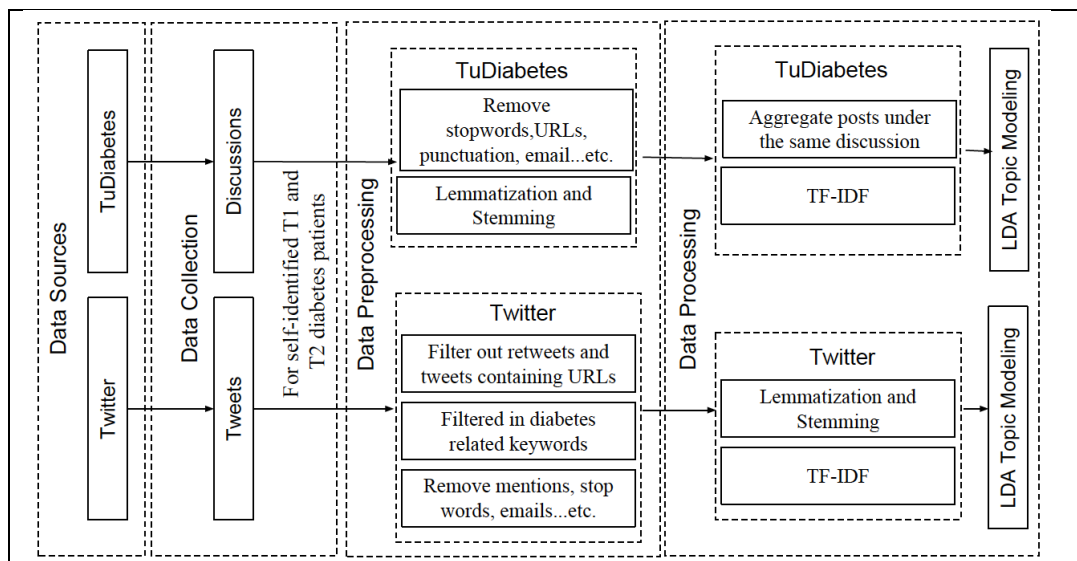 Data Sources
TuDiabetes
Twitter
Data Collection
Discussions
Tweets
For self-identified T1 and
T2 diabetes patients
Data Preprocessing
TuDiabetes
Remove
stopwords,URLs,
punctuation, email...etc.
Lemmatization and
Stemming
Twitter
Filter out retweets and
tweets containing URLs
Filtered in diabetes
related keywords
Remove mentions, stop
words, emails...etc.
Data Processing
TuDiabetes
Aggregate posts under
the same discussion
TF-IDF
Twitter
Lemmatization and
Stemming
TF-IDF
LDA Topic Modeling
LDA Topic Modeling